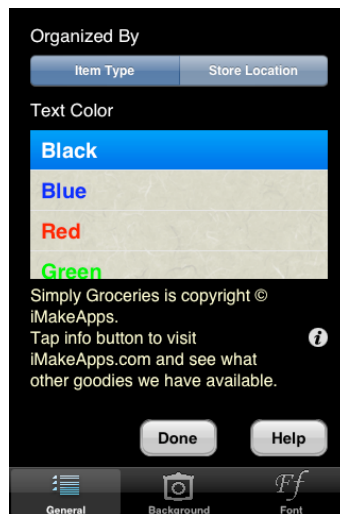 Organized By
Item Type Store Location
Text Color
Black
Blue
Red
Green
Simply Groceries is copyright ©
iMakeApps.
Tap info button to visit
iMakeApps.com and see what
other goodies we have available.
i
Done Help
Ff
General Background Font